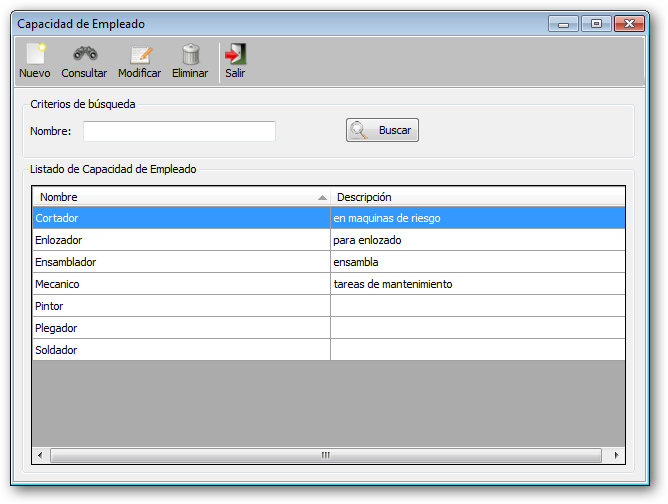 Capacidad de Empleado
Nuevo Consultar Modificar Eliminar Salir
Criterios de búsqueda
Nombre: Buscar
Listado de Capacidad de Empleado
Nombre Descripción
Cortador en maquinas de riesgo
Enlozador para enlozado
Ensamblador ensambla
Mecanico tareas de mantenimiento
Pintor
Plegador
Soldador